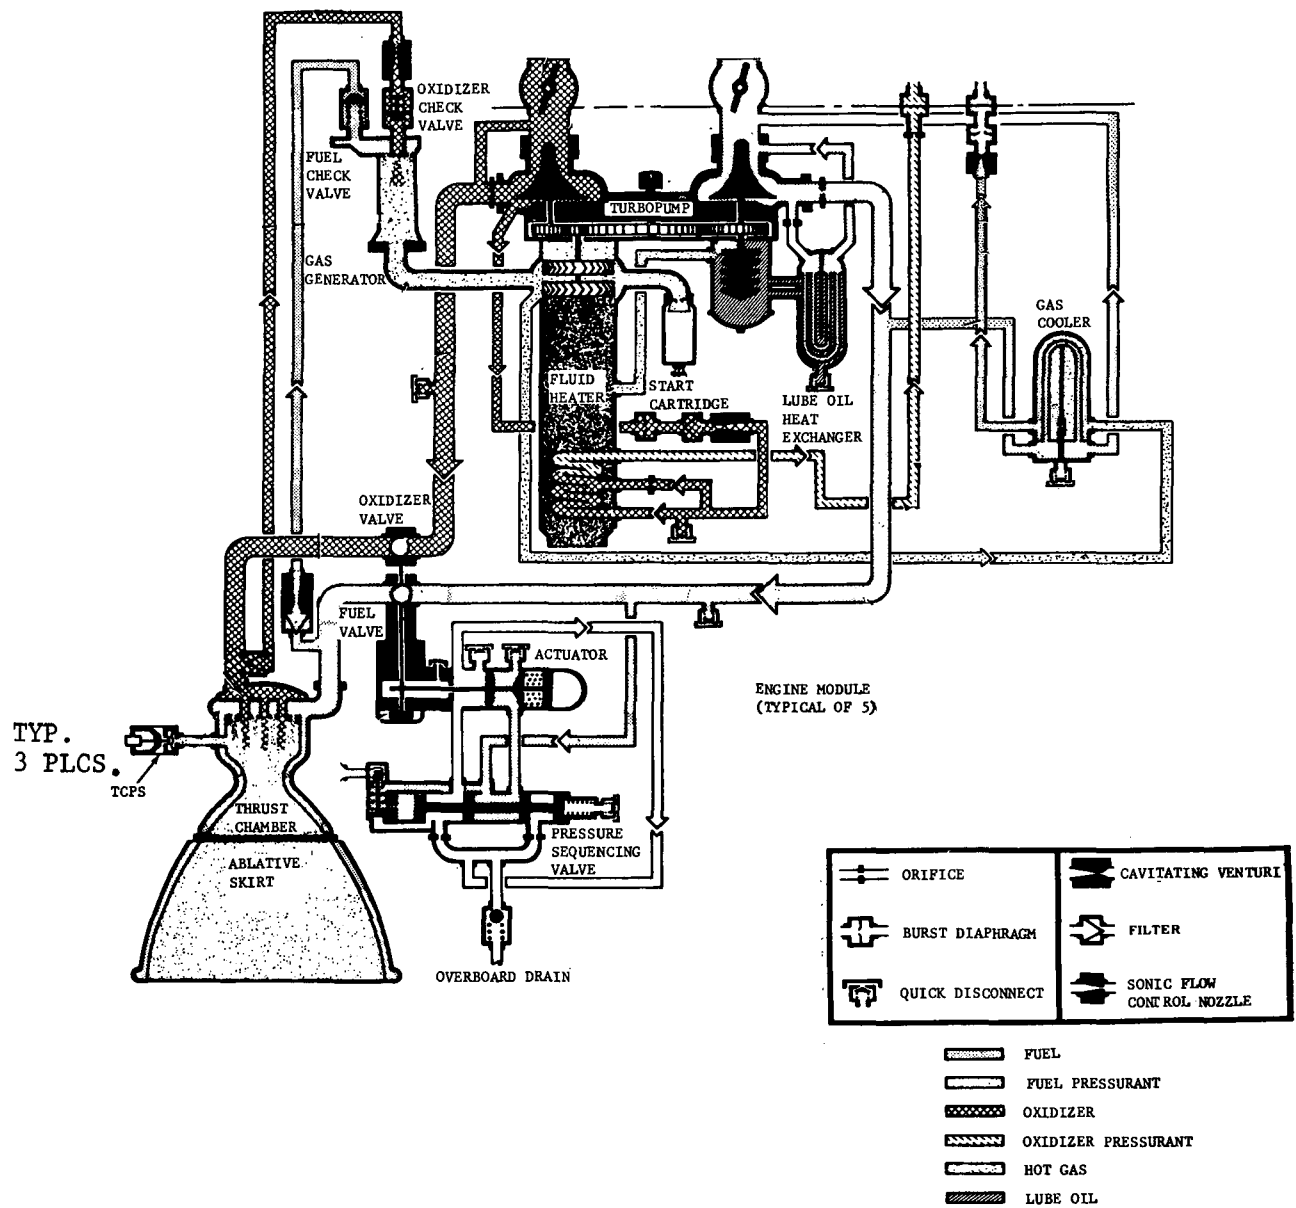 OXIDIZER
CHECK
VALVE
FUEL
CHECK
VALVE
TURBOPUMP
GAS
GENERATOR
GAS
COOLER
FLUID
HEATER
START
CARTRIDGE
LUBE OIL
HEAT
EXCHANGER
OXIDIZER
VALVE
FUEL
VALVE
ACTUATOR
ENGINE MODULE
(TYPICAL OF 5)
TYP.
3 PLCS.
TCPS
THRUST
CHAMBER
ABLATIVE
SKIRT
PRESSURE
SEQUENCING
VALVE
OVERBOARD DRAIN
ORIFICE
BURST DIAPHRAGM
QUICK DISCONNECT
CAVITATING VENTURI
FILTER
SONIC FLOW
CONTROL NOZZLE
FUEL
FUEL PRESSURANT
OXIDIZER
OXIDIZER PRESSURANT
HOT GAS
LUBE OIL